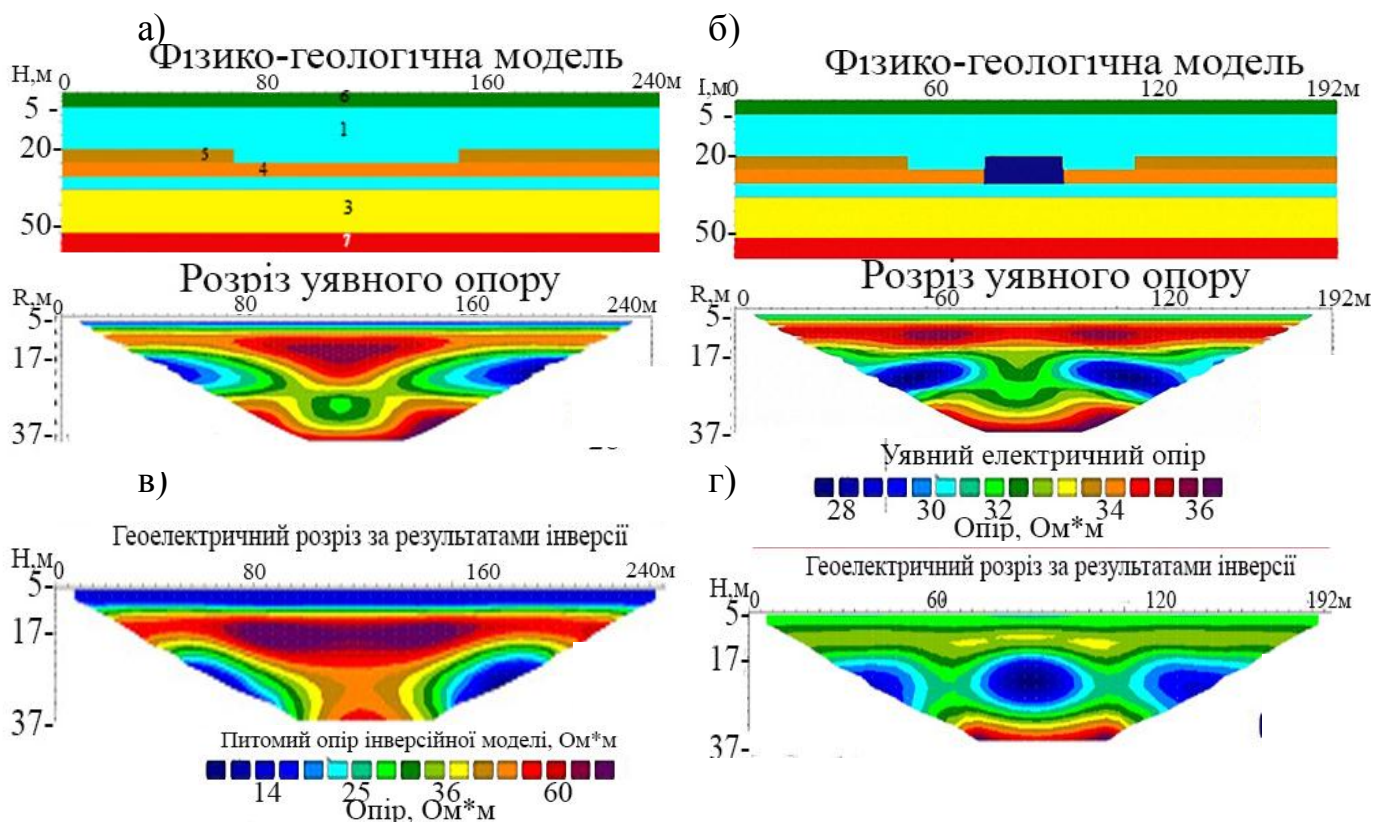 а)
Фізико-геологічна модель
Н,м 0 80 160 240м
5
20
50
6
1
5
4
3
7
Розріз уявного опору
R,м 0 80 160 240м
5
17
37
б)
Фізико-геологічна модель
І,м 60 120 192м
5
20
50
Розріз уявного опору
R,м 0 60 120 192м
5
17
37
Уявний електричний опір
28 30 32 34 36
Опір, Ом*м
в)
Геоелектричний розріз за результатами інверсії
Н,м 0 80 160 240м
5
17
37
Питомий опір інверсійної моделі, Ом*м
14 25 36 60
Опір, Ом*м
г)
Геоелектричний розріз за результатами інверсії
Н,м 0 60 120 192м
5
17
37